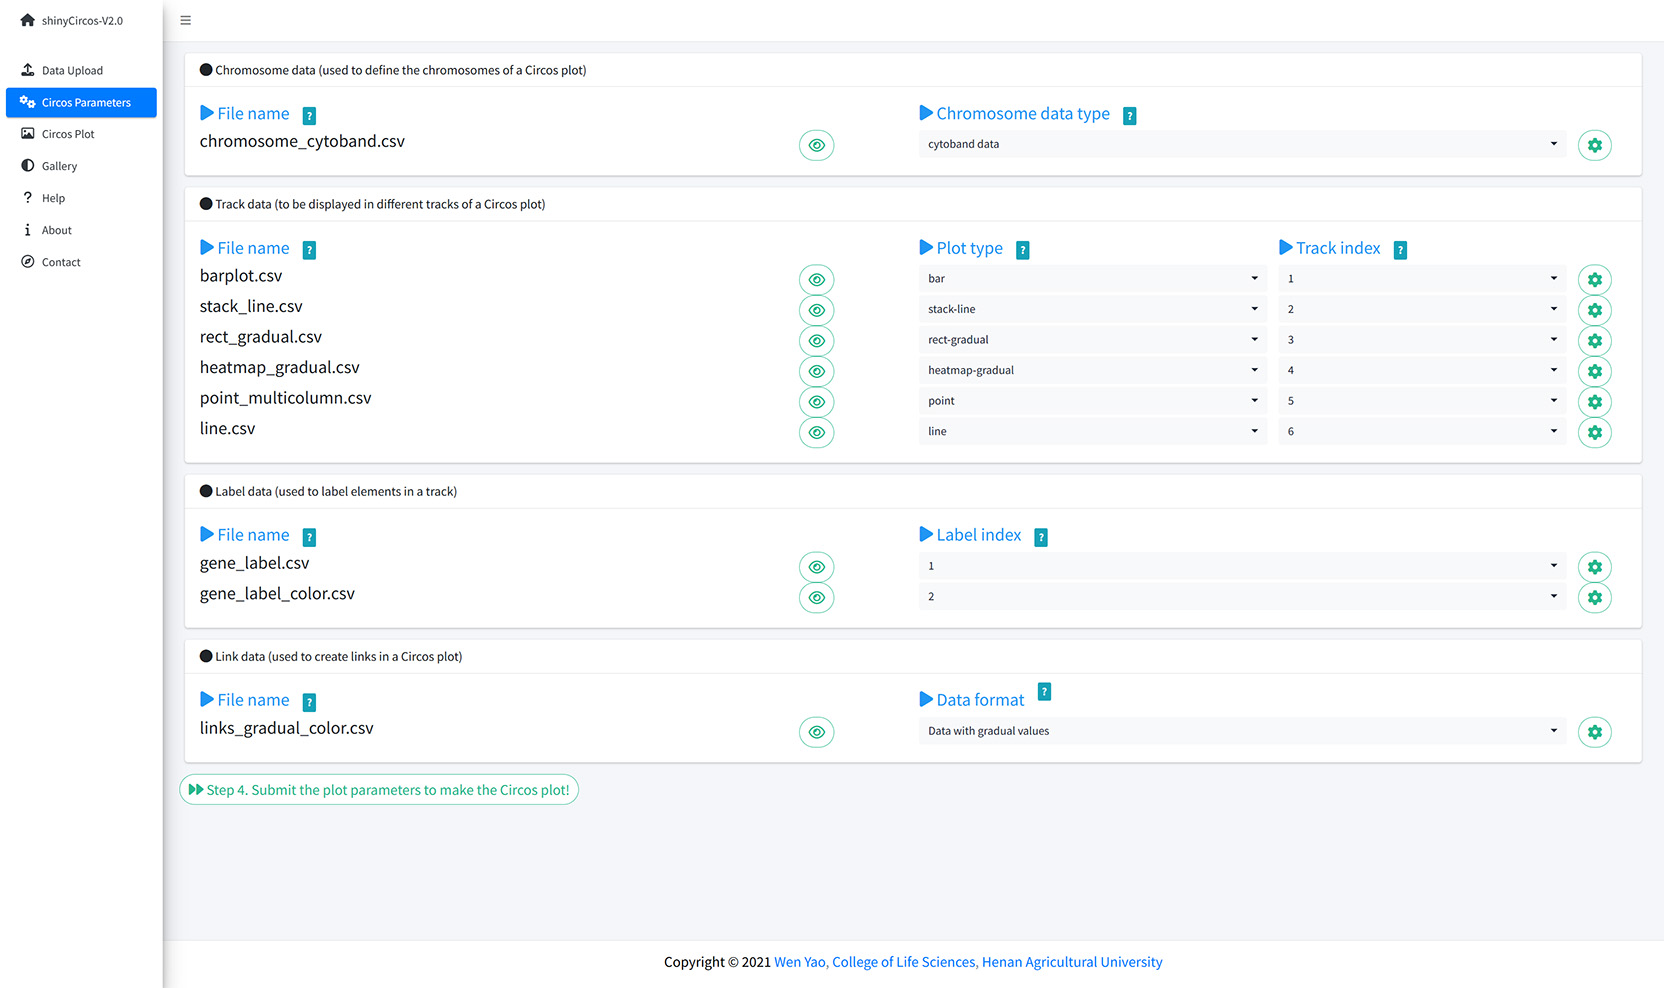 shinyCircos-V2.0
Data Upload
Circos Parameters
Circos Plot
Gallery
Help
About
Contact
Chromosome data (used to define the chromosomes of a Circos plot)
File name ? Chromosome data type ?
chromosome_cytoband.csv cytoband data
Track data (to be displayed in different tracks of a Circos plot)
File name ? Plot type ? Track index ?
barplot.csv bar 1
stack_line.csv stack-line 2
rect_gradual.csv rect-gradual 3
heatmap_gradual.csv heatmap-gradual 4
point_multicolumn.csv point 5
line.csv line 6
Label data (used to label elements in a track)
File name ? Label index ?
gene_label.csv 1
gene_label_color.csv 2
Link data (used to create links in a Circos plot)
File name ? Data format ?
links_gradual_color.csv Data with gradual values
Step 4. Submit the plot parameters to make the Circos plot!
Copyright © 2021 Wen Yao, College of Life Sciences, Henan Agricultural University